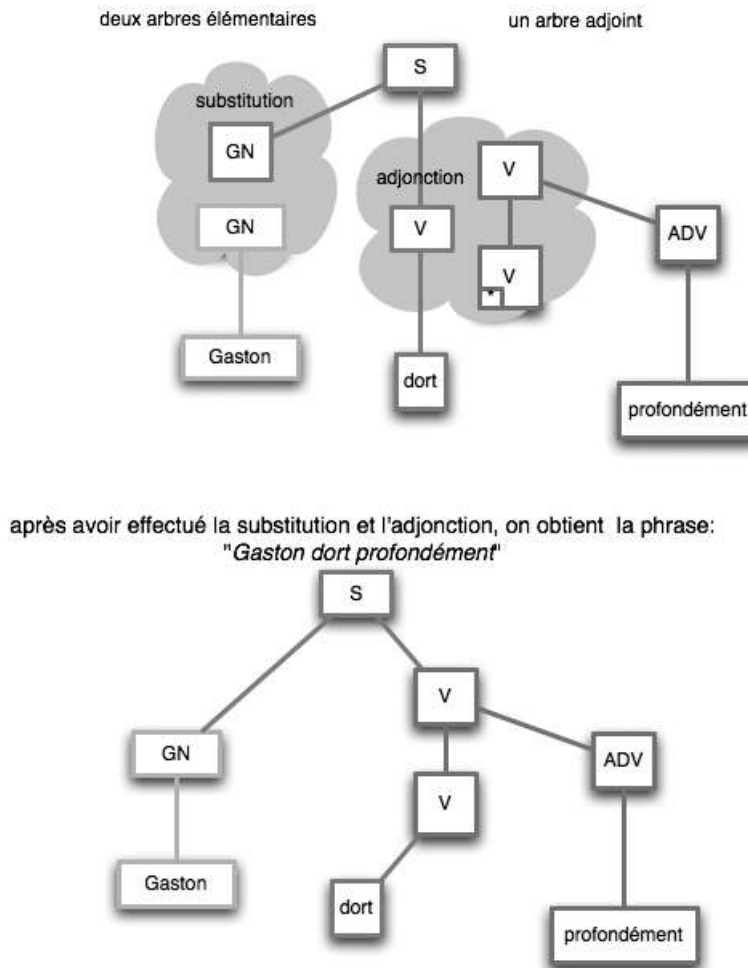 deux arbres élémentaires
un arbre adjoint
S
substitution
GN
adjonction
V
GN
V
ADV
V
*
Gaston
dort
profondément
après avoir effectué la substitution et l'adjonction, on obtient la phrase:
"Gaston dort profondément"
S
V
GN
ADV
V
Gaston
dort
profondément